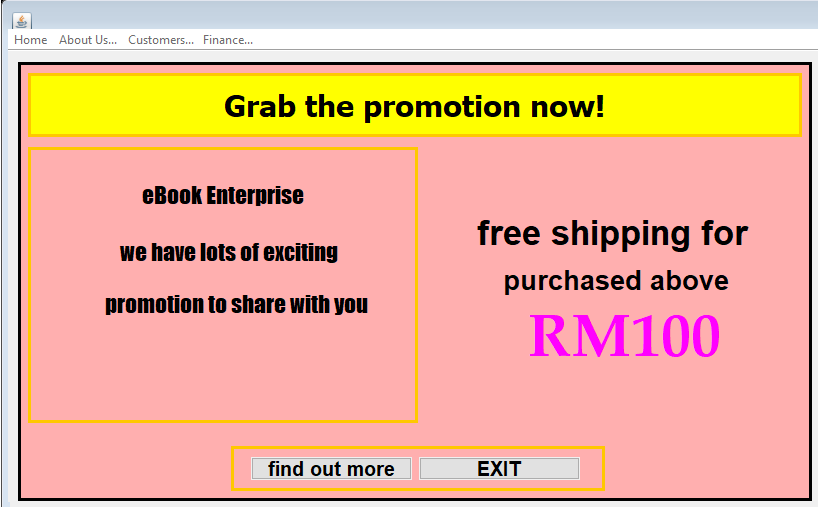 Home About Us... Customers... Finance...
Grab the promotion now!
eBook Enterprise
we have lots of exciting
promotion to share with you
free shipping for
purchased above
RM100
find out more EXIT